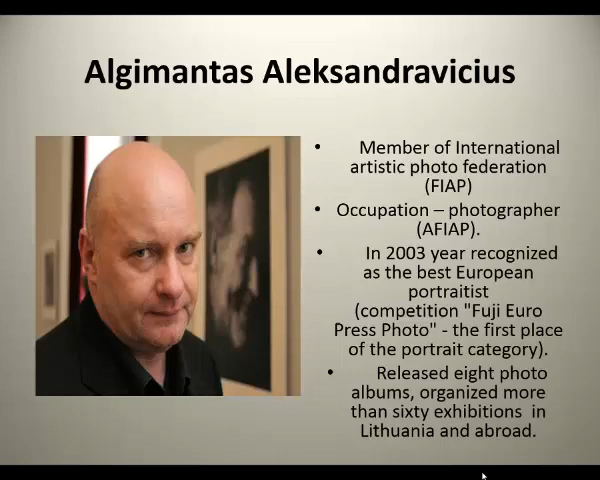 Algimantas Aleksandravicius
• Member of International
artistic photo federation
(FIAP)
• Occupation – photographer
(AFIAP).
• In 2003 year recognized
as the best European
portraitist
(competition "Fuji Euro
Press Photo" - the first place
of the portrait category).
• Released eight photo
albums, organized more
than sixty exhibitions in
Lithuania and abroad.